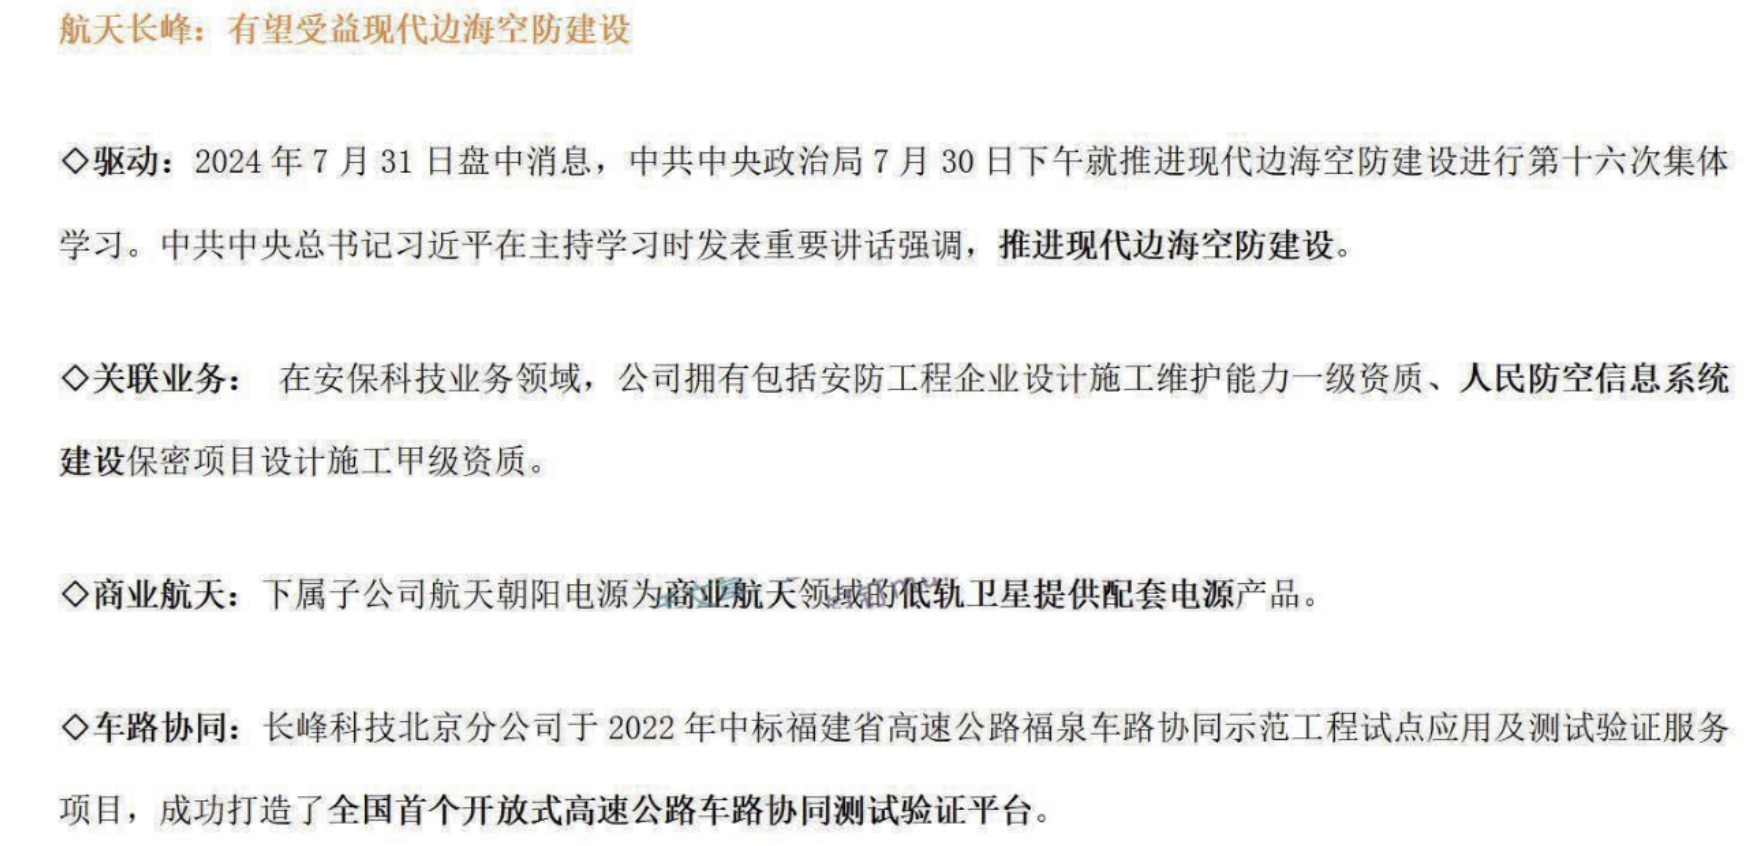 航天长峰：有望受益现代边海空防建设
◇驱动：2024 年 7 月 31 日盘中消息，中共中央政治局 7 月 30 日下午就推进现代边海空防建设进行第十六次集体
学习。中共中央总书记习近平在主持学习时发表重要讲话强调，推进现代边海空防建设。
◇关联业务： 在安保科技业务领域，公司拥有包括安防工程企业设计施工维护能力一级资质、人民防空信息系统
建设保密项目设计施工甲级资质。
◇商业航天：下属子公司航天朝阳电源为商业航天领域的低轨卫星提供配套电源产品。
◇车路协同：长峰科技北京分公司于 2022 年中标福建省高速公路福泉车路协同示范工程试点应用及测试验证服务
项目，成功打造了全国首个开放式高速公路车路协同测试验证平台。